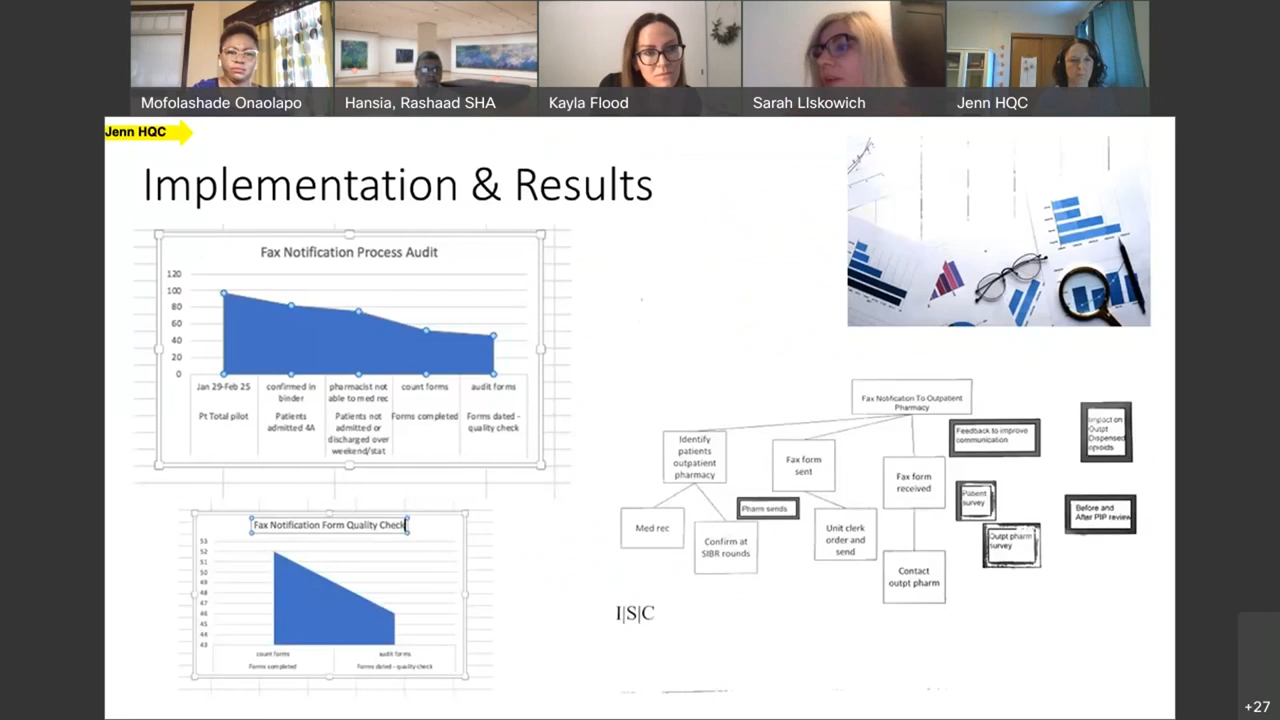 Mofolashade Onaolapo
Hansia, Rashaad SHA
Kayla Flood
Sarah LIskowich
Jenn HQC
Jenn HQC
Implementation & Results
Fax Notification Process Audit
120
100
80
60
40
20
0
Jan 29-Feb 25
confirmed in
binder
pharmacist not
able to med rec
count forms
audit forms
Pt Total pilot
Patients
admitted 4A
Patients not
admitted or
discharged over
weekend/stat
Forms completed
Forms dated -
quality check
Fax Notification Form Quality Check
53
52
51
50
49
48
47
46
45
44
43
count forms
audit forms
Forms completed
Forms dated - quality check
Fax Notification To Outpatient
Pharmacy
Identify
patients
outpatient
pharmacy
Fax form
sent
Fax form
received
Feedback to improve
communication
Impact on
Outpt
Dispensed
opioids
Med rec
Confirm at
SIBR rounds
Pharm sends
Unit clerk
order and
send
Contact
outpt pharm
Patient
survey
Outpt pharm
survey
Before and
After PIP review
I|S|C
+27